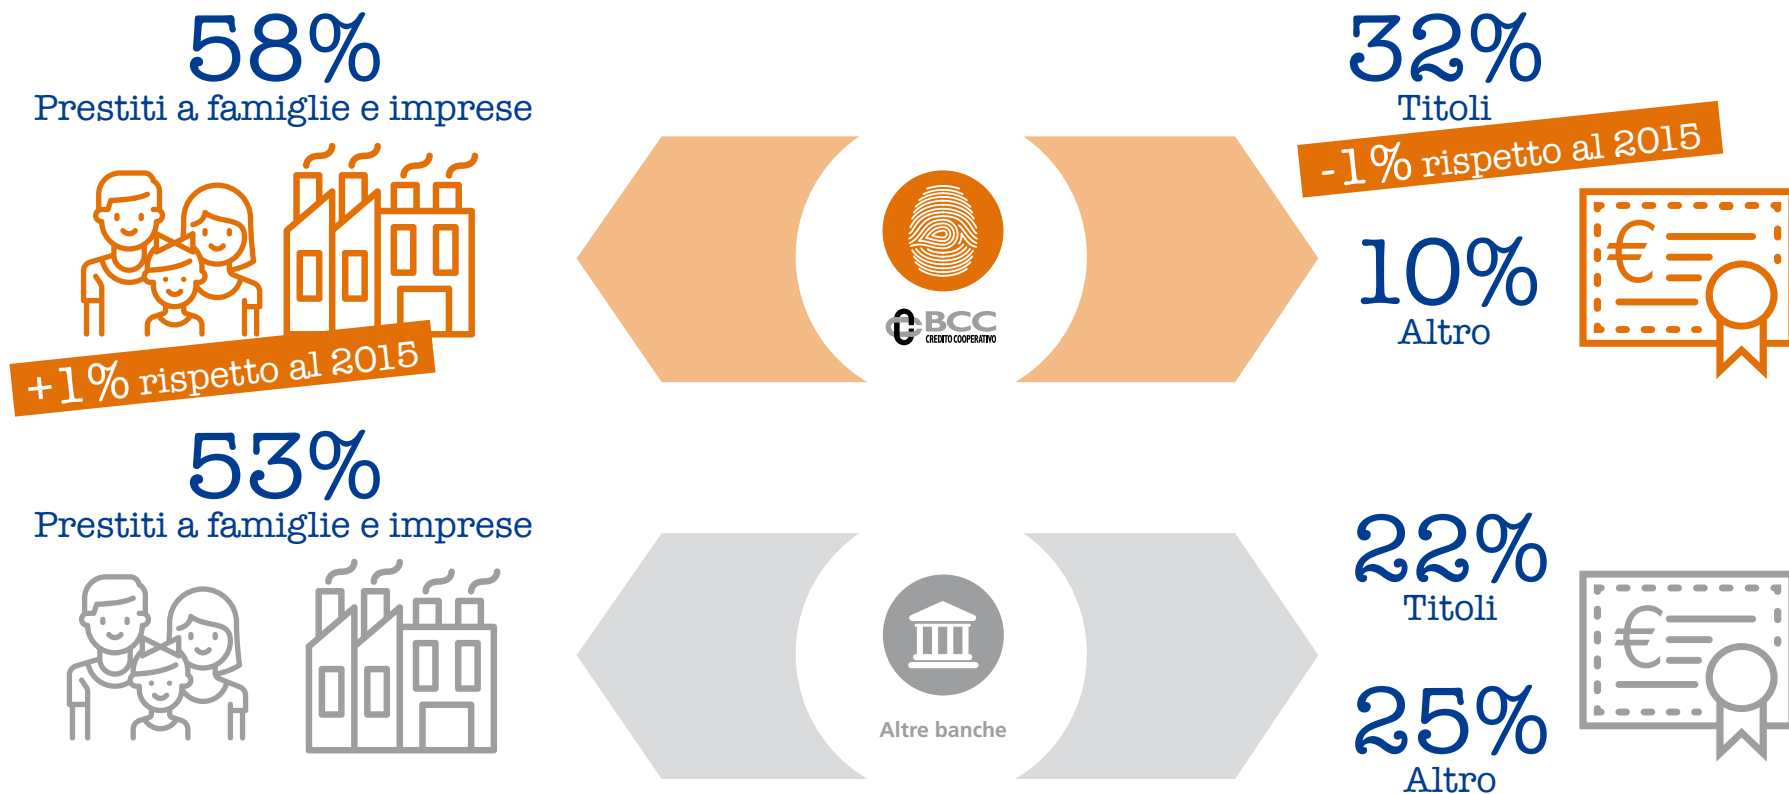 58%
Prestiti a famiglie e imprese
+1% rispetto al 2015
BCC
CREDITO COOPERATIVO
32%
Titoli
-1% rispetto al 2015
10%
Altro
€
53%
Prestiti a famiglie e imprese
Altre banche
22%
Titoli
25%
Altro
€